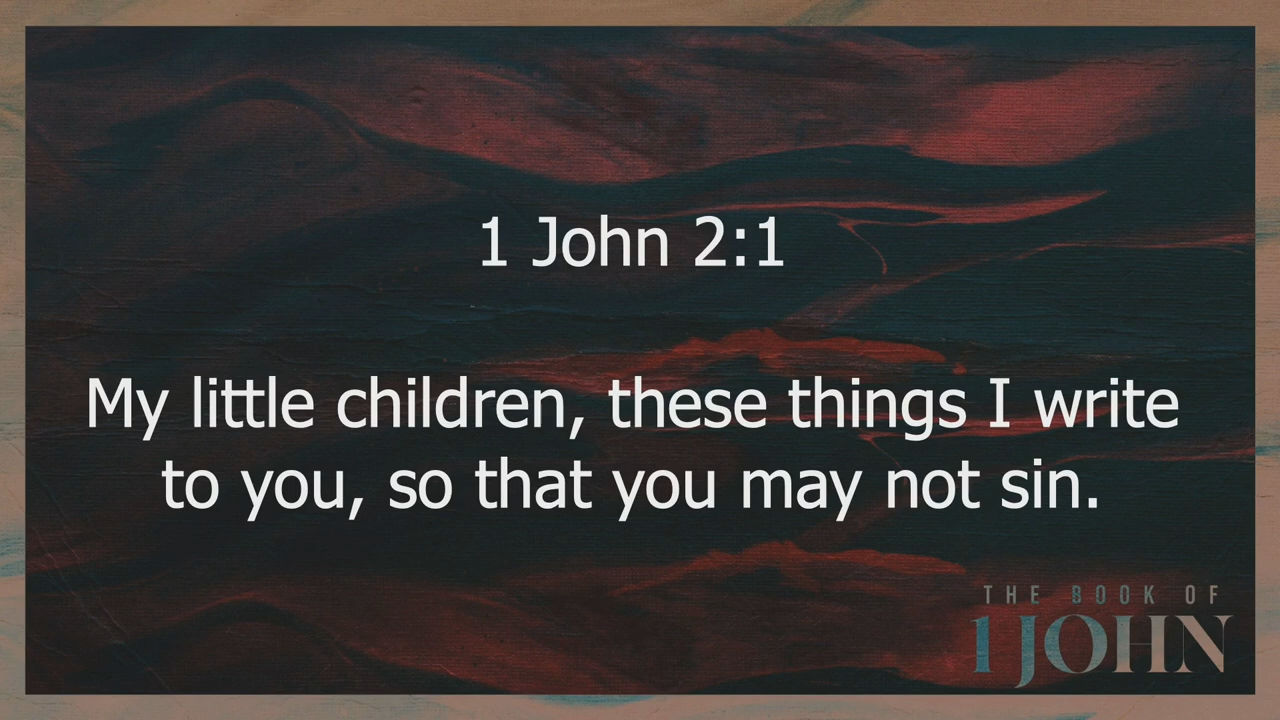 1 John 2:1
My little children, these things I write
to you, so that you may not sin.
THE BOOK OF
1 JOHN